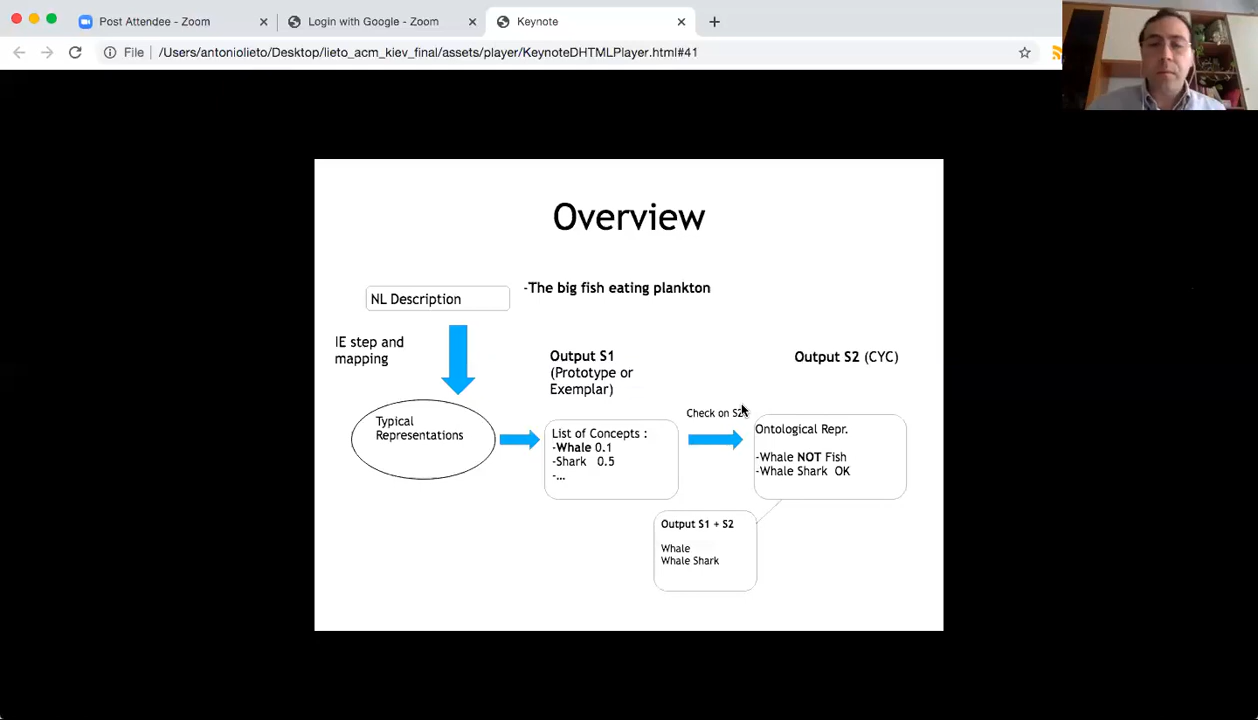 Post Attendee - Zoom
Login with Google - Zoom
Keynote
File
/Users/antoniolieto/Desktop/lieto_acm_kiev_final/assets/player/KeynoteDHTMLPlayer.html#41
Overview
NL Description
-The big fish eating plankton
IE step and
mapping
Output S1
(Prototype or
Exemplar)
Output S2 (CYC)
Typical
Representations
List of Concepts :
-Whale 0.1
-Shark 0.5
-...
Check on S2
Ontological Repr.
-Whale NOT Fish
-Whale Shark OK
Output S1 + S2
Whale
Whale Shark